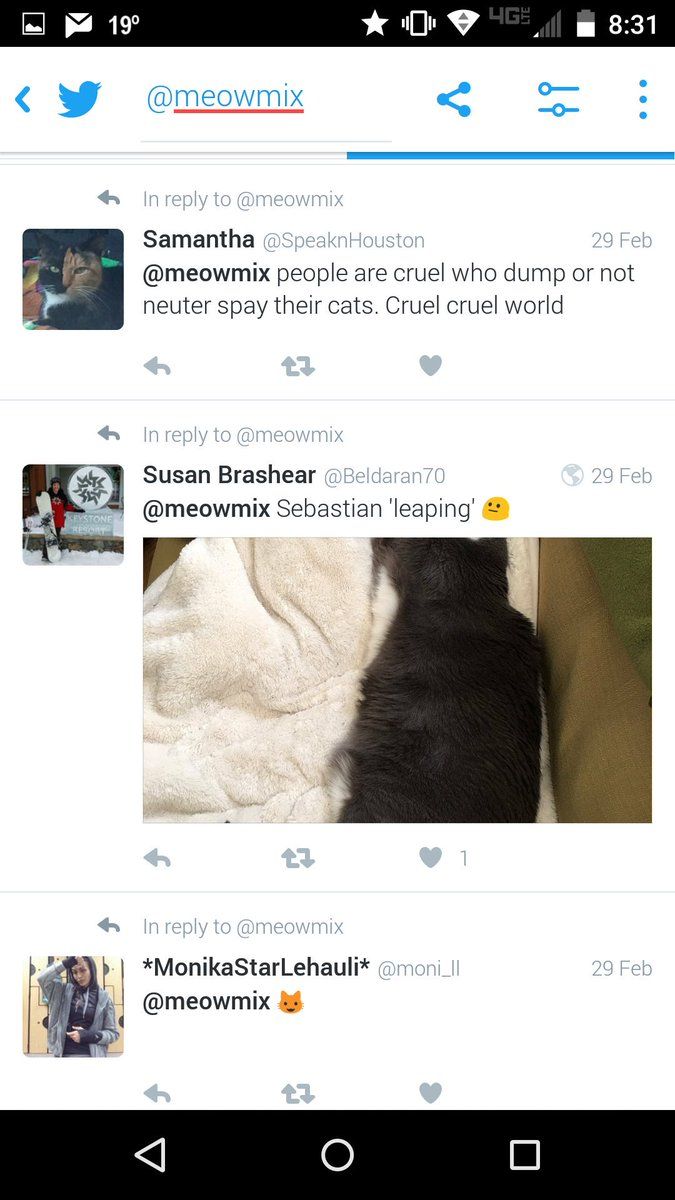 19°
4G LTE
8:31
@meowmix
In reply to @meowmix
Samantha @SpeaknHouston 29 Feb
@meowmix people are cruel who dump or not
neuter spay their cats. Cruel cruel world
In reply to @meowmix
Susan Brashear @Beldaran70 29 Feb
@meowmix Sebastian 'leaping' 😐
KEYSTONE
RESORT
1
In reply to @meowmix
*MonikaStarLehauli* @moni_ll 29 Feb
@meowmix 😺